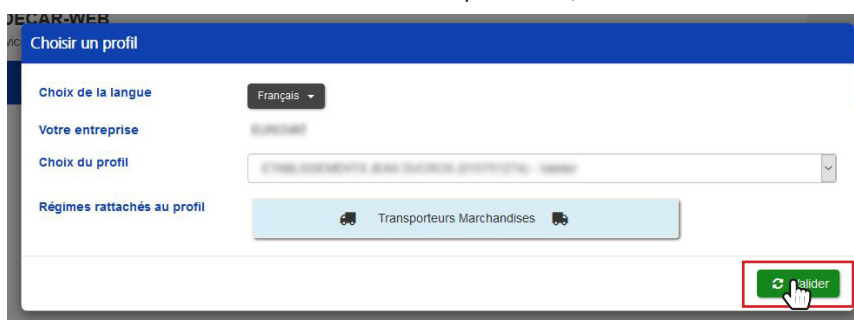 DECAR-WEB
Choisir un profil
Choix de la langue
Français
Votre entreprise
Choix du profil
Régimes rattachés au profil
Transporteurs Marchandises
Valider